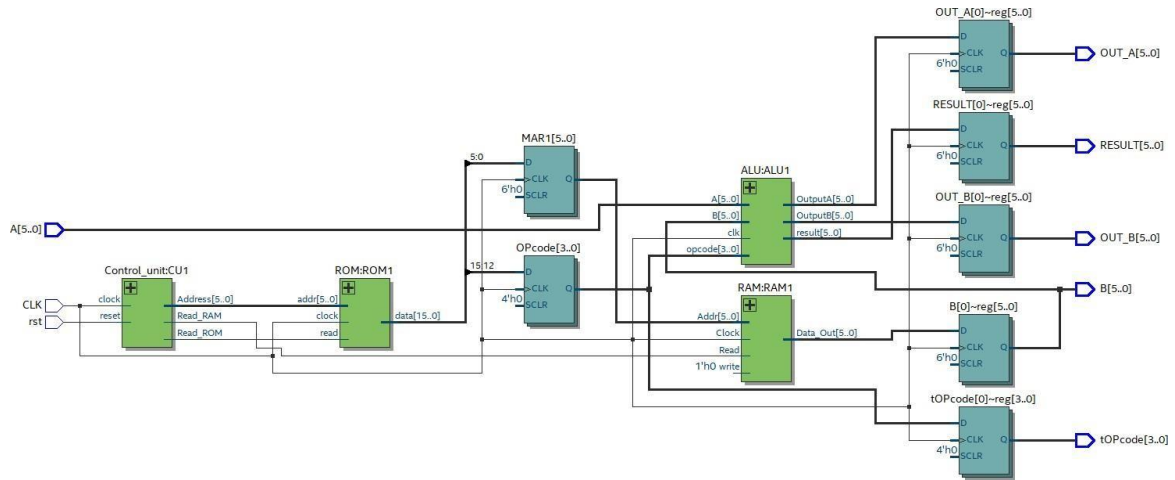 OUT_A[0]~reg[5..0]
D
>CLK
Q
6'h0
SCLR
OUT_A[5..0]
RESULT[0]~reg[5..0]
D
>CLK
Q
6'h0
SCLR
RESULT[5..0]
MAR1[5..0]
5:0
D
>CLK
Q
6'h0
SCLR
ALU:ALU1
A[5..0]
B[5..0]
clk
opcode[3..0]
OutputA[5..0]
OutputB[5..0]
result[5..0]
OUT_B[0]~reg[5..0]
D
>CLK
Q
6'h0
SCLR
OUT_B[5..0]
A[5..0]
OPcode[3..0]
15:12
D
>CLK
Q
4'h0
SCLR
Control_unit:CU1
CLK
rst
clock
reset
Address[5..0]
Read_RAM
Read_ROM
ROM:ROM1
addr[5..0]
clock
read
data[15..0]
RAM:RAM1
Addr[5..0]
Clock
Read
1'h0 write
Data_Out[5..0]
B[5..0]
B[0]~reg[5..0]
D
>CLK
Q
6'h0
SCLR
tOPcode[0]~reg[3..0]
D
>CLK
Q
4'h0
SCLR
tOPcode[3..0]